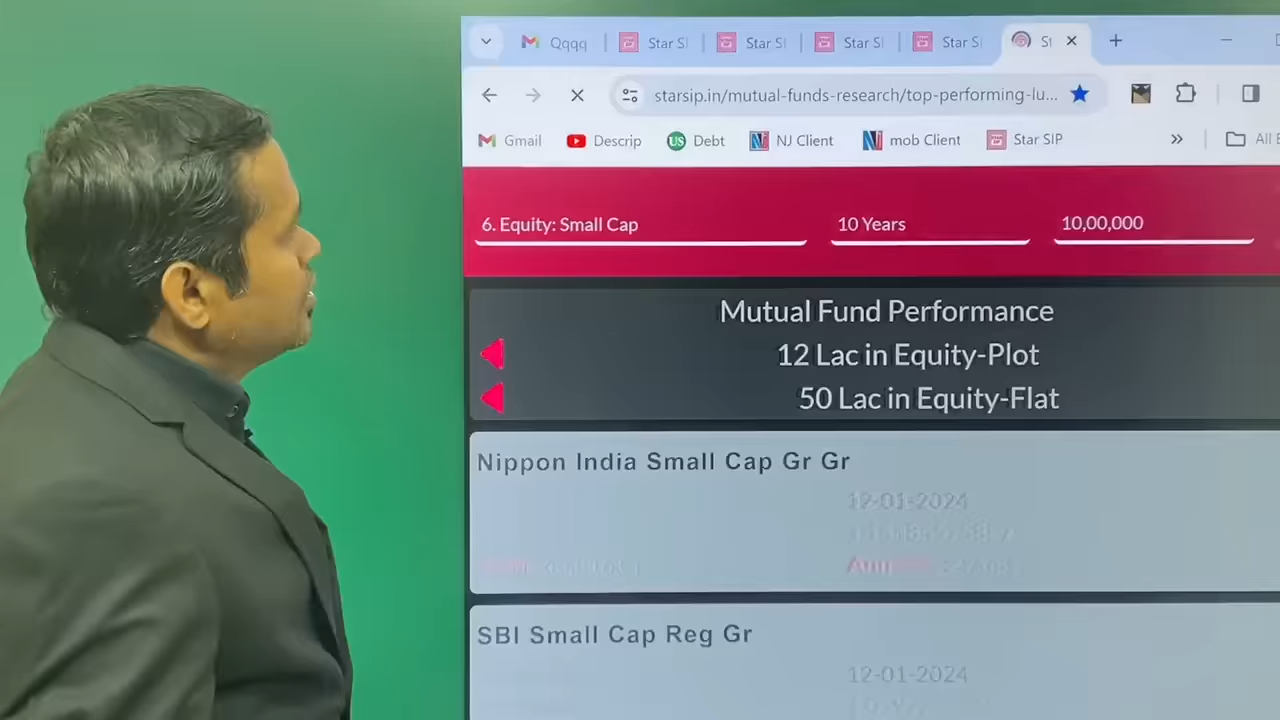 Qqqq Star Si Star Si Star Si Star Si St
starsip.in/mutual-funds-research/top-performing-lu...
Gmail Descrip US Debt NJ Client mob Client Star SIP » All
6. Equity: Small Cap 10 Years 10,00,000
Mutual Fund Performance
12 Lac in Equity-Plot
50 Lac in Equity-Flat
Nippon India Small Cap Gr Gr
12-01-2024
SBI Small Cap Reg Gr
12-01-2024